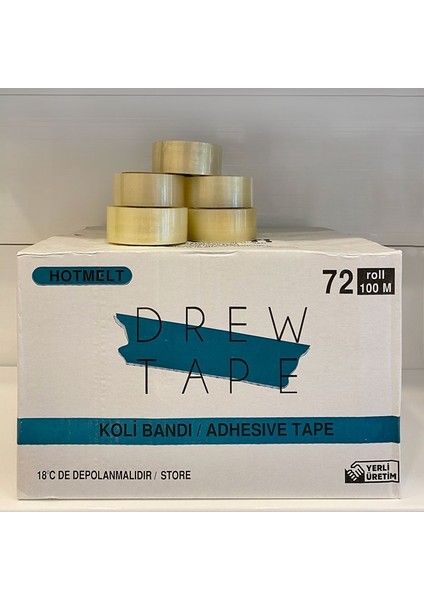 HOTMELT
72 roll
100 M
DREW
TAPE
KOLİ BANDI / ADHESIVE TAPE
18°C DE DEPOLANMALIDIR / STORE
YERLİ
ÜRETİM